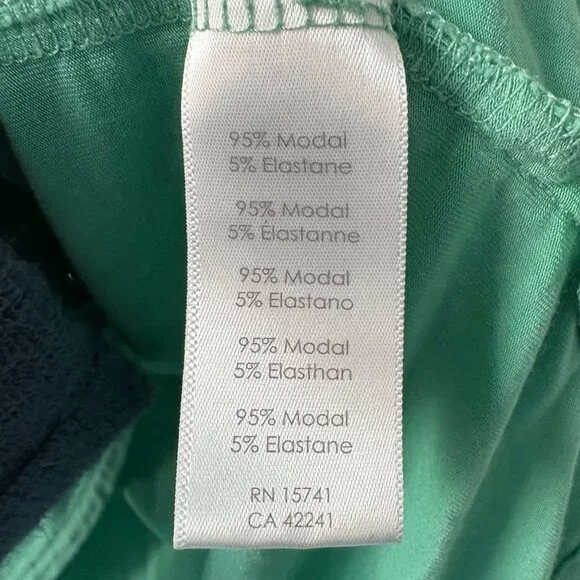 95% Modal
5% Elastane
95% Modal
5% Elastanne
95% Modal
5% Elastano
95% Modal
5% Elasthan
95% Modal
5% Elastane
RN 15741
CA 42241